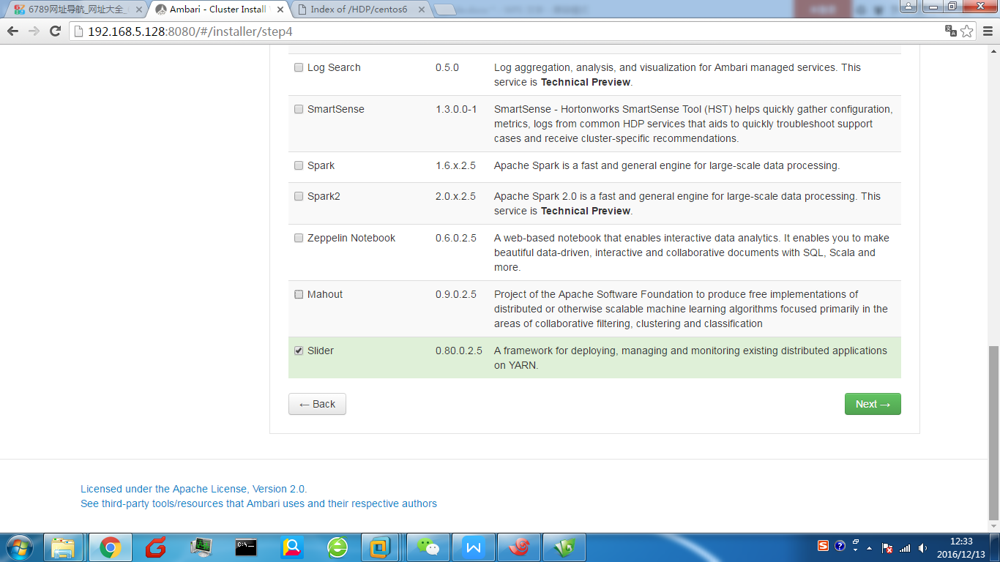 6789网址导航_网址大全_
Ambari - Cluster Install
Index of /HDP/centos6
192.168.5.128:8080/#/installer/step4
Log Search 0.5.0 Log aggregation, analysis, and visualization for Ambari managed services. This
service is Technical Preview.
SmartSense 1.3.0.0-1 SmartSense - Hortonworks SmartSense Tool (HST) helps quickly gather configuration,
metrics, logs from common HDP services that aids to quickly troubleshoot support
cases and receive cluster-specific recommendations.
Spark 1.6.x.2.5 Apache Spark is a fast and general engine for large-scale data processing.
Spark2 2.0.x.2.5 Apache Spark 2.0 is a fast and general engine for large-scale data processing. This
service is Technical Preview.
Zeppelin Notebook 0.6.0.2.5 A web-based notebook that enables interactive data analytics. It enables you to make
beautiful data-driven, interactive and collaborative documents with SQL, Scala and
more.
Mahout 0.9.0.2.5 Project of the Apache Software Foundation to produce free implementations of
distributed or otherwise scalable machine learning algorithms focused primarily in the
areas of collaborative filtering, clustering and classification
Slider 0.80.0.2.5 A framework for deploying, managing and monitoring existing distributed applications
on YARN.
← Back
Next →
Licensed under the Apache License, Version 2.0.
See third-party tools/resources that Ambari uses and their respective authors
12:33
2016/12/13